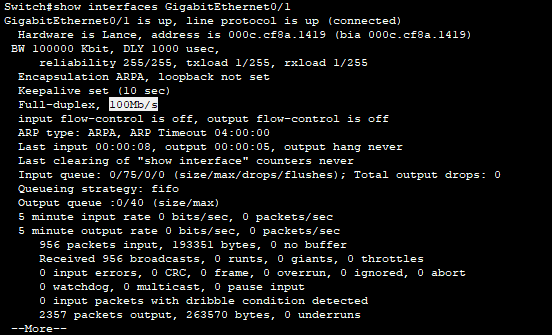 Switch#show interfaces GigabitEthernet0/1
GigabitEthernet0/1 is up, line protocol is up (connected)
Hardware is Lance, address is 000c.cf8a.1419 (bia 000c.cf8a.1419)
BW 100000 Kbit, DLY 1000 usec,
reliability 255/255, txload 1/255, rxload 1/255
Encapsulation ARPA, loopback not set
Keepalive set (10 sec)
Full-duplex, 100Mb/s
input flow-control is off, output flow-control is off
ARP type: ARPA, ARP Timeout 04:00:00
Last input 00:00:08, output 00:00:05, output hang never
Last clearing of "show interface" counters never
Input queue: 0/75/0/0 (size/max/drops/flushes); Total output drops: 0
Queueing strategy: fifo
Output queue :0/40 (size/max)
5 minute input rate 0 bits/sec, 0 packets/sec
5 minute output rate 0 bits/sec, 0 packets/sec
956 packets input, 193351 bytes, 0 no buffer
Received 956 broadcasts, 0 runts, 0 giants, 0 throttles
0 input errors, 0 CRC, 0 frame, 0 overrun, 0 ignored, 0 abort
0 watchdog, 0 multicast, 0 pause input
0 input packets with dribble condition detected
2357 packets output, 263570 bytes, 0 underruns
--More--